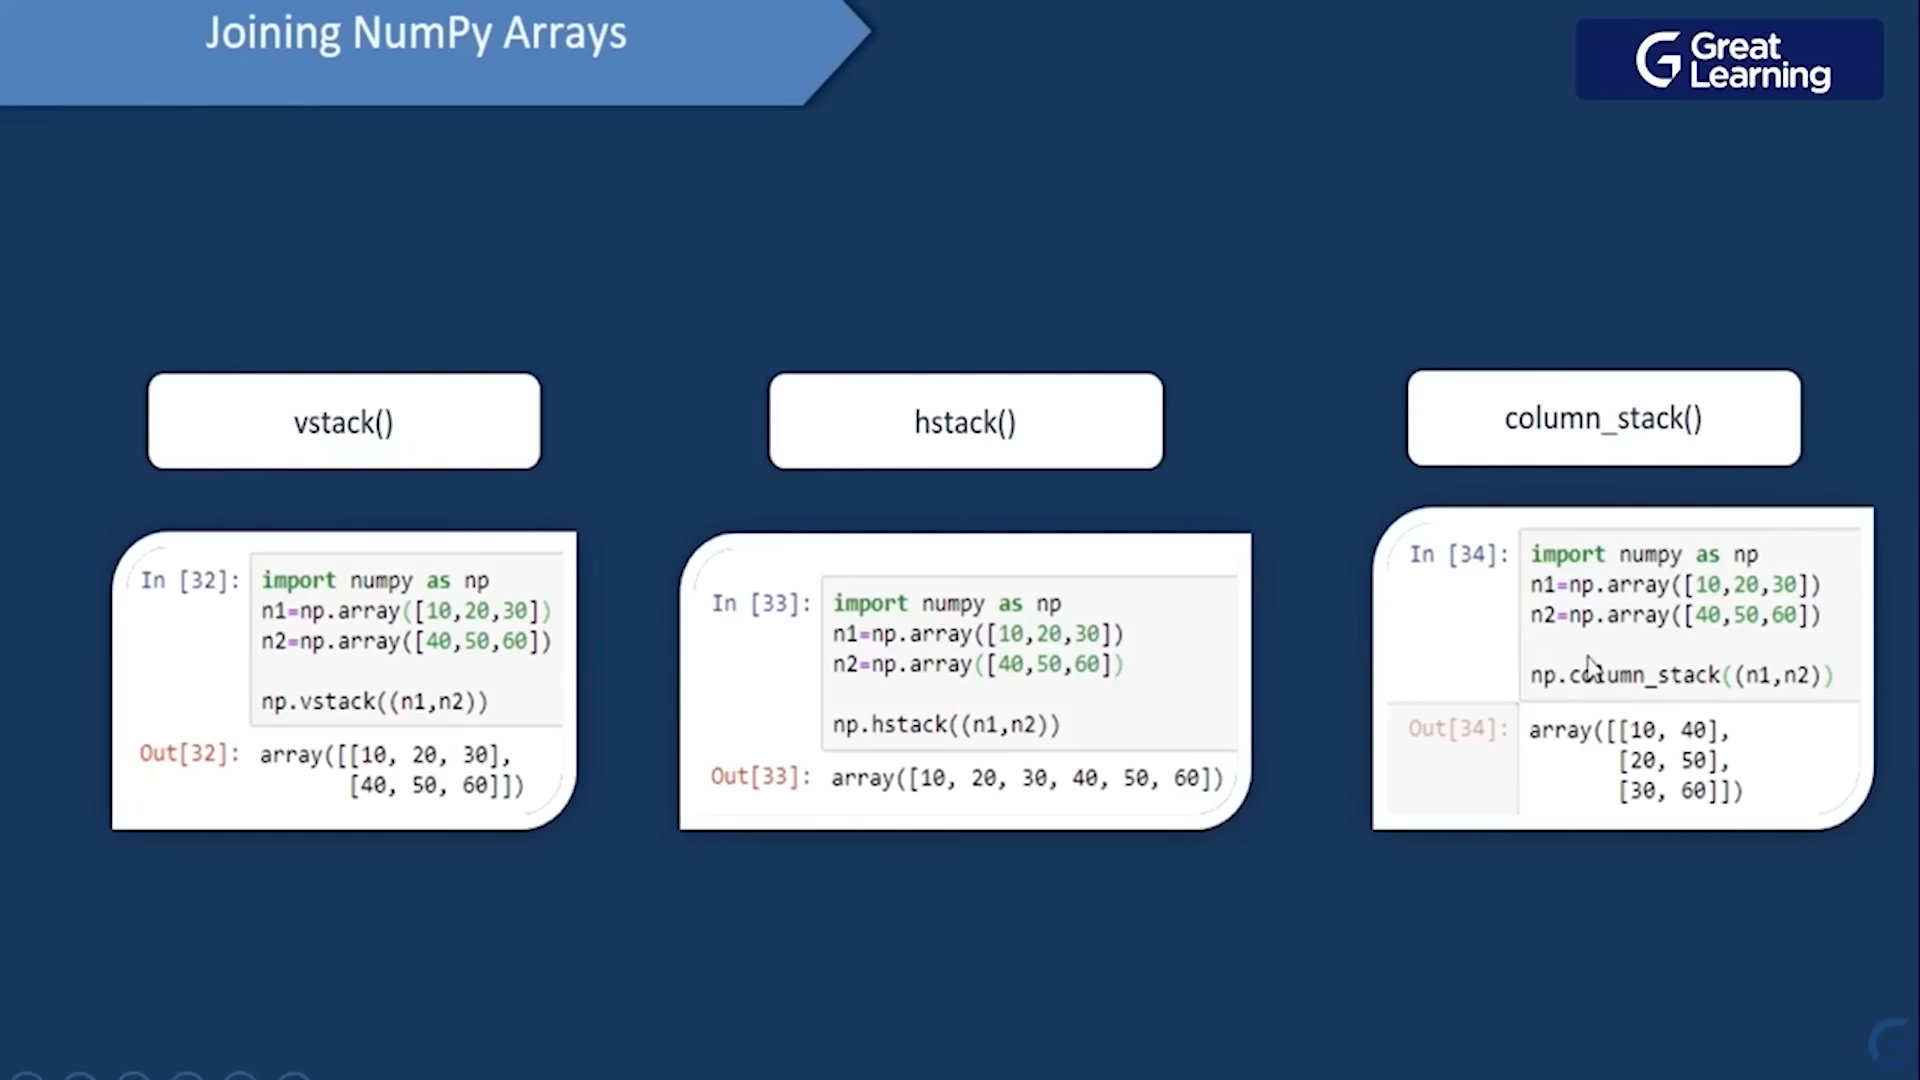 Joining NumPy Arrays
Great
Learning
vstack()
In [32]: import numpy as np
n1=np.array([10,20,30])
n2=np.array([40,50,60])
np.vstack((n1,n2))
Out[32]: array([[10, 20, 30],
[40, 50, 60]])
hstack()
In [33]: import numpy as np
n1=np.array([10,20,30])
n2=np.array([40,50,60])
np.hstack((n1,n2))
Out[33]: array([10, 20, 30, 40, 50, 60])
column_stack()
In [34]: import numpy as np
n1=np.array([10,20,30])
n2=np.array([40,50,60])
np.column_stack((n1,n2))
Out[34]: array([[10, 40],
[20, 50],
[30, 60]])